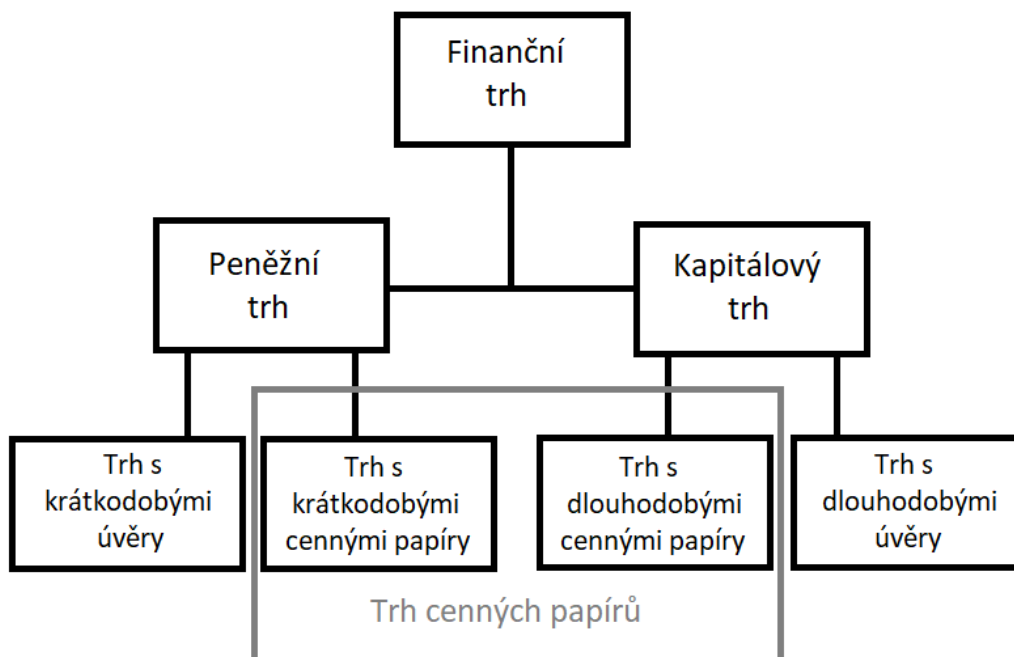 Finanční
trh
Peněžní
trh
Kapitálový
trh
Trh s
krátkodobými
úvěry
Trh s
krátkodobými
cennými papíry
Trh s
dlouhodobými
cennými papíry
Trh s
dlouhodobými
úvěry
Trh cenných papírů